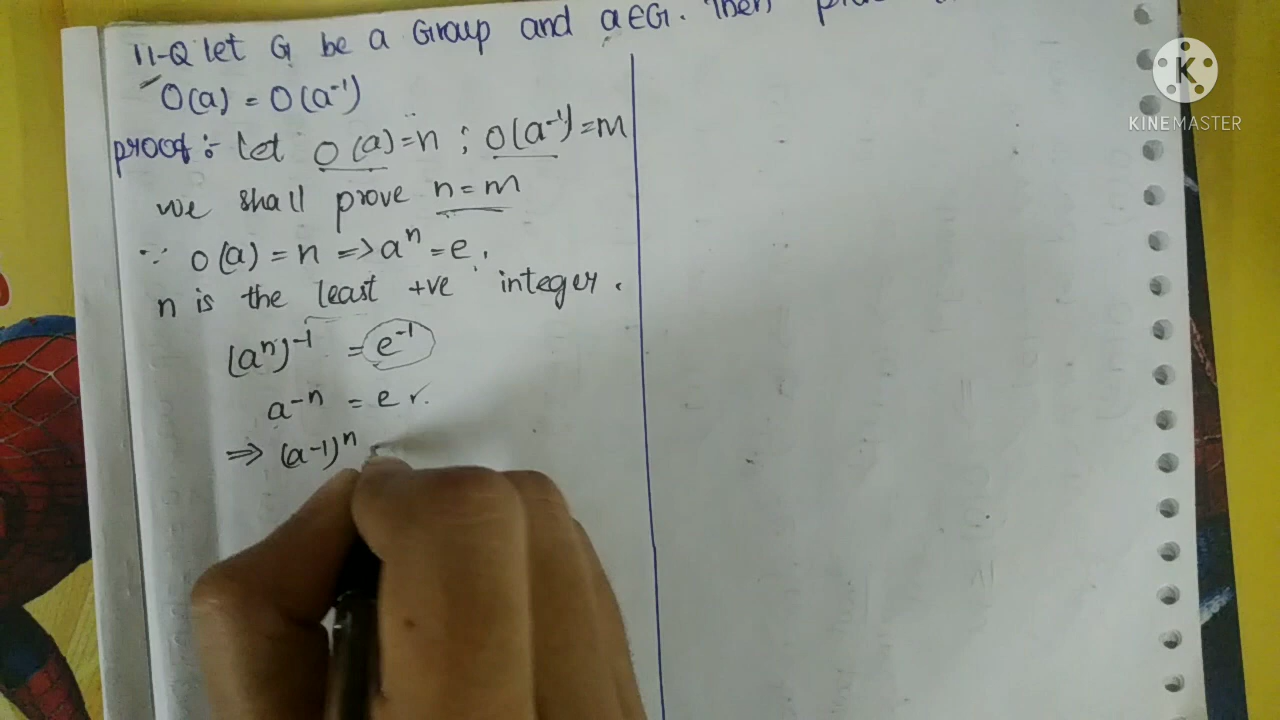 11-Q let G be a Group and a∈G. Then
O(a) = O(a⁻¹)
proof:- let O(a)=n ; O(a⁻¹)=m
we shall prove n=m
∵ O(a) = n => aⁿ = e.
n is the least +ve integer.
(aⁿ)⁻¹ = e⁻¹
a⁻ⁿ = e
=> (a-1)ⁿ
K
KINEMASTER